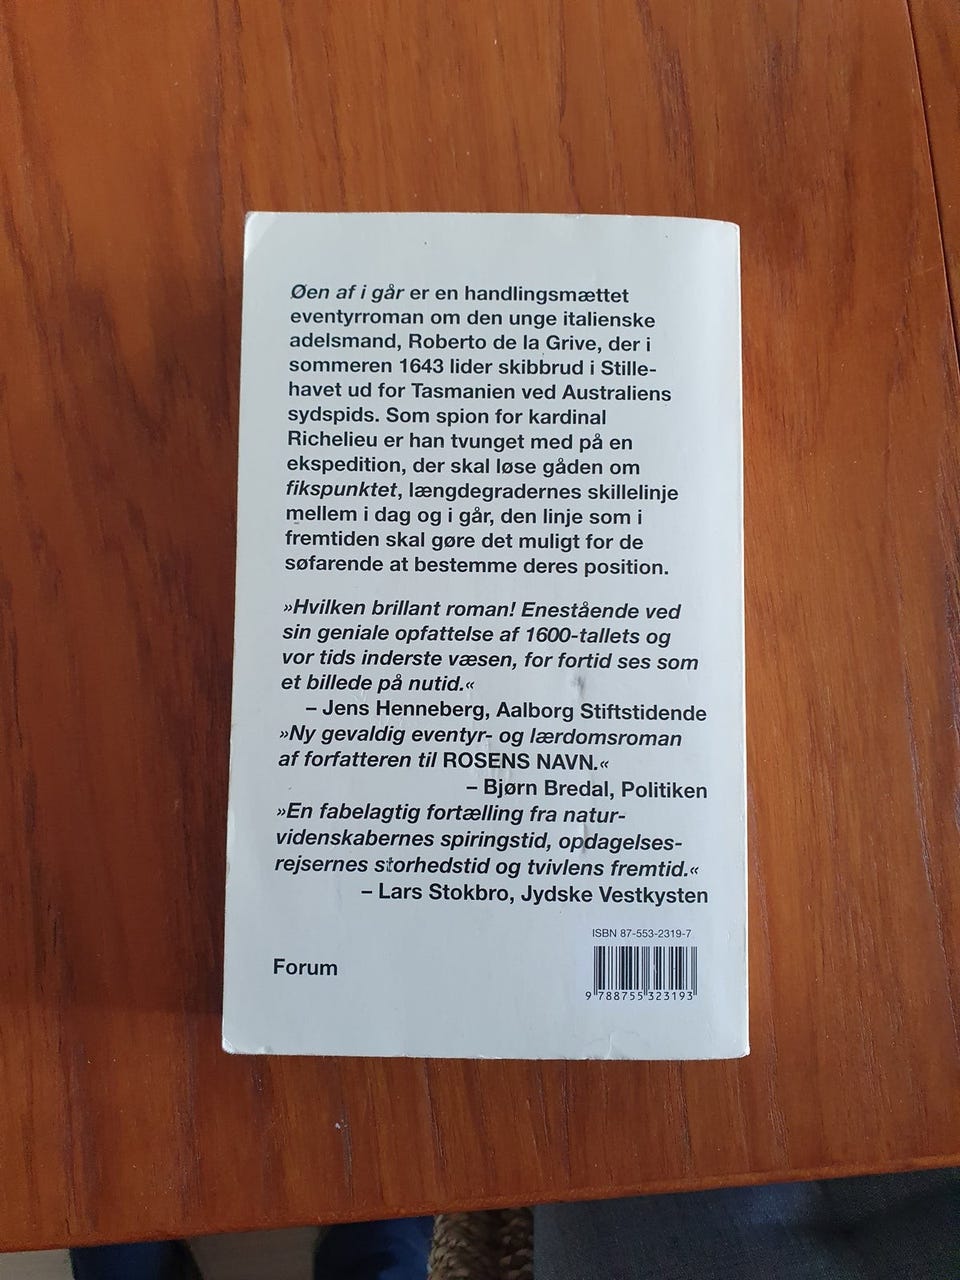 Øen af i går er en handlingsmættet
eventyrroman om den unge italienske
adelsmand, Roberto de la Grive, der i
sommeren 1643 lider skibbrud i Stille-
havet ud for Tasmanien ved Australiens
sydspids. Som spion for kardinal
Richelieu er han tvunget med på en
ekspedition, der skal løse gåden om
fikspunktet, længdegradernes skillelinje
mellem i dag og i går, den linje som i
fremtiden skal gøre det muligt for de
søfarende at bestemme deres position.
»Hvilken brillant roman! Enestående ved
sin geniale opfattelse af 1600-tallets og
vor tids inderste væsen, for fortid ses som
et billede på nutid.«
– Jens Henneberg, Aalborg Stiftstidende
»Ny gevaldig eventyr- og lærdomsroman
af forfatteren til ROSENS NAVN.«
– Bjørn Bredal, Politiken
»En fabelagtig fortælling fra natur-
videnskabernes spiringstid, opdagelses-
rejsernes storhedstid og tvivlens fremtid.«
– Lars Stokbro, Jydske Vestkysten
ISBN 87-553-2319-7
9 788755 323193
Forum